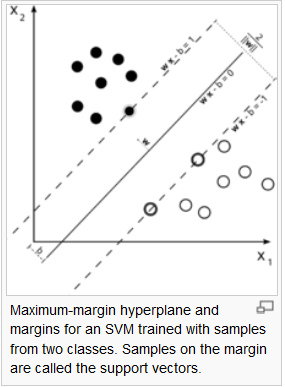 X₂
w x - b = 1
2
||w||
w x - b = 0
w x - b = -1
w
b
X₁
Maximum-margin hyperplane and
margins for an SVM trained with samples
from two classes. Samples on the margin
are called the support vectors.